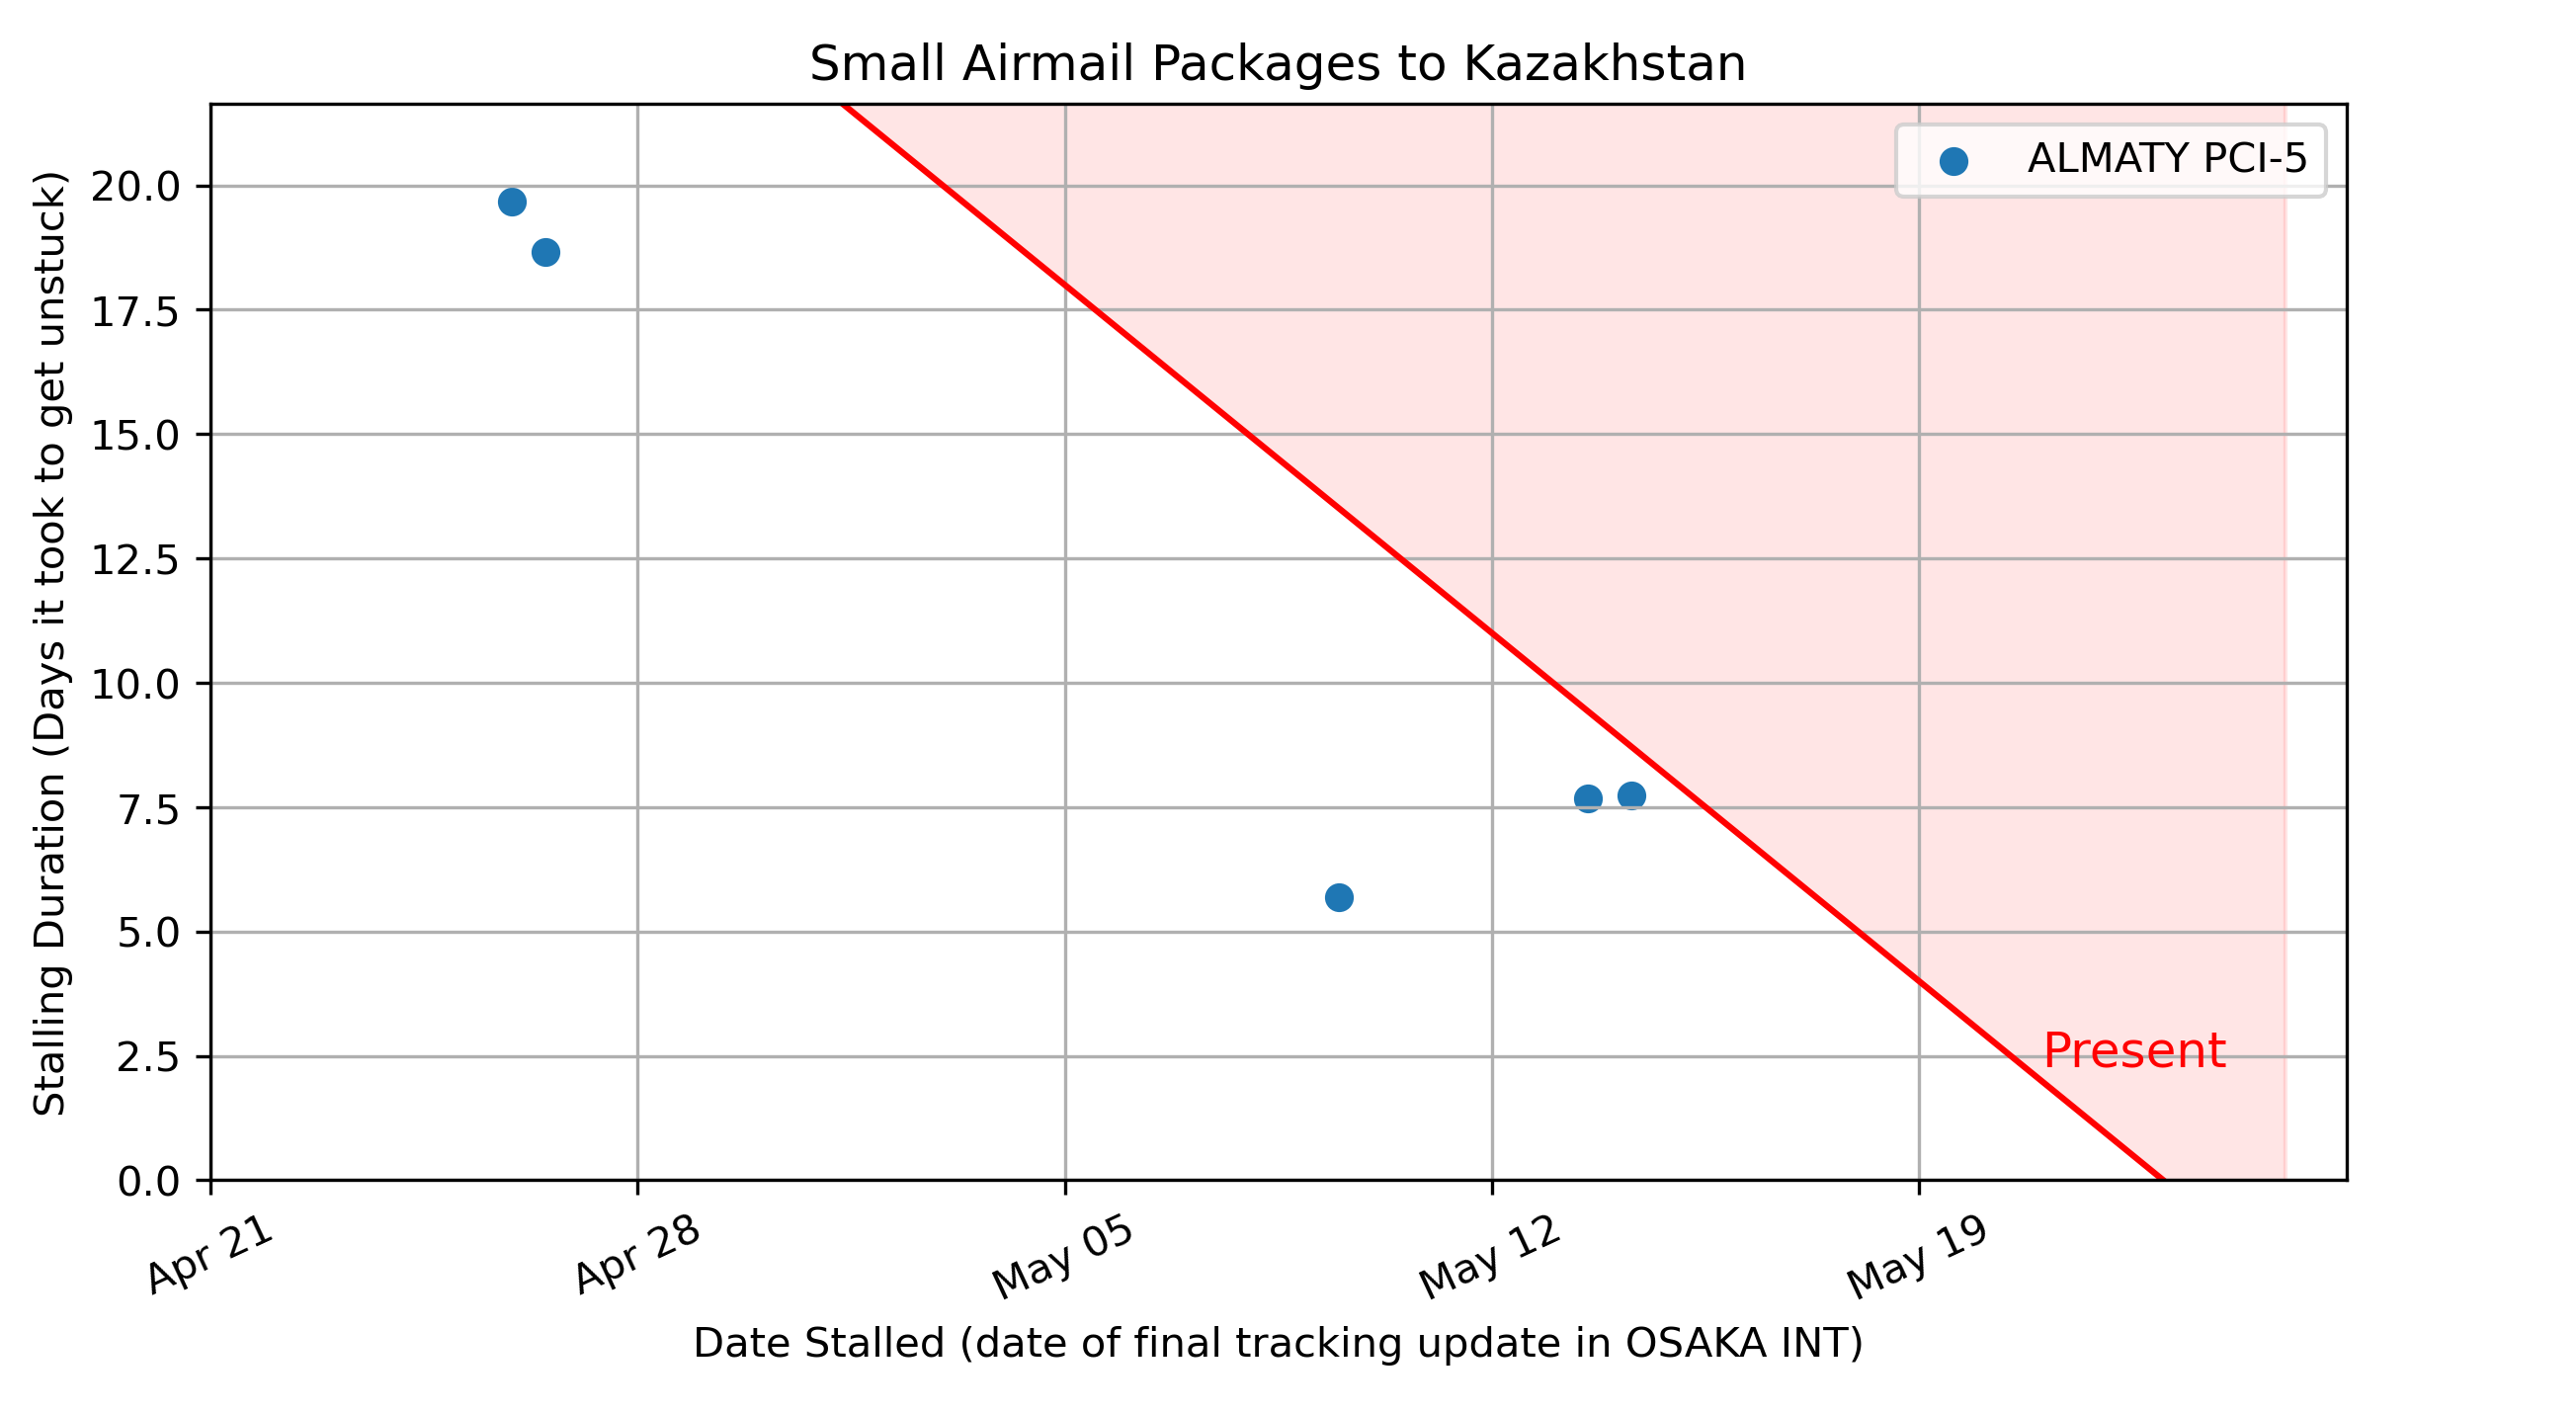 Small Airmail Packages to Kazakhstan
ALMATY PCI-5
Stalling Duration (Days it took to get unstuck)
20.0
17.5
15.0
12.5
10.0
7.5
5.0
2.5
0.0
Present
Apr 21
Apr 28
May 05
May 12
May 19
Date Stalled (date of final tracking update in OSAKA INT)